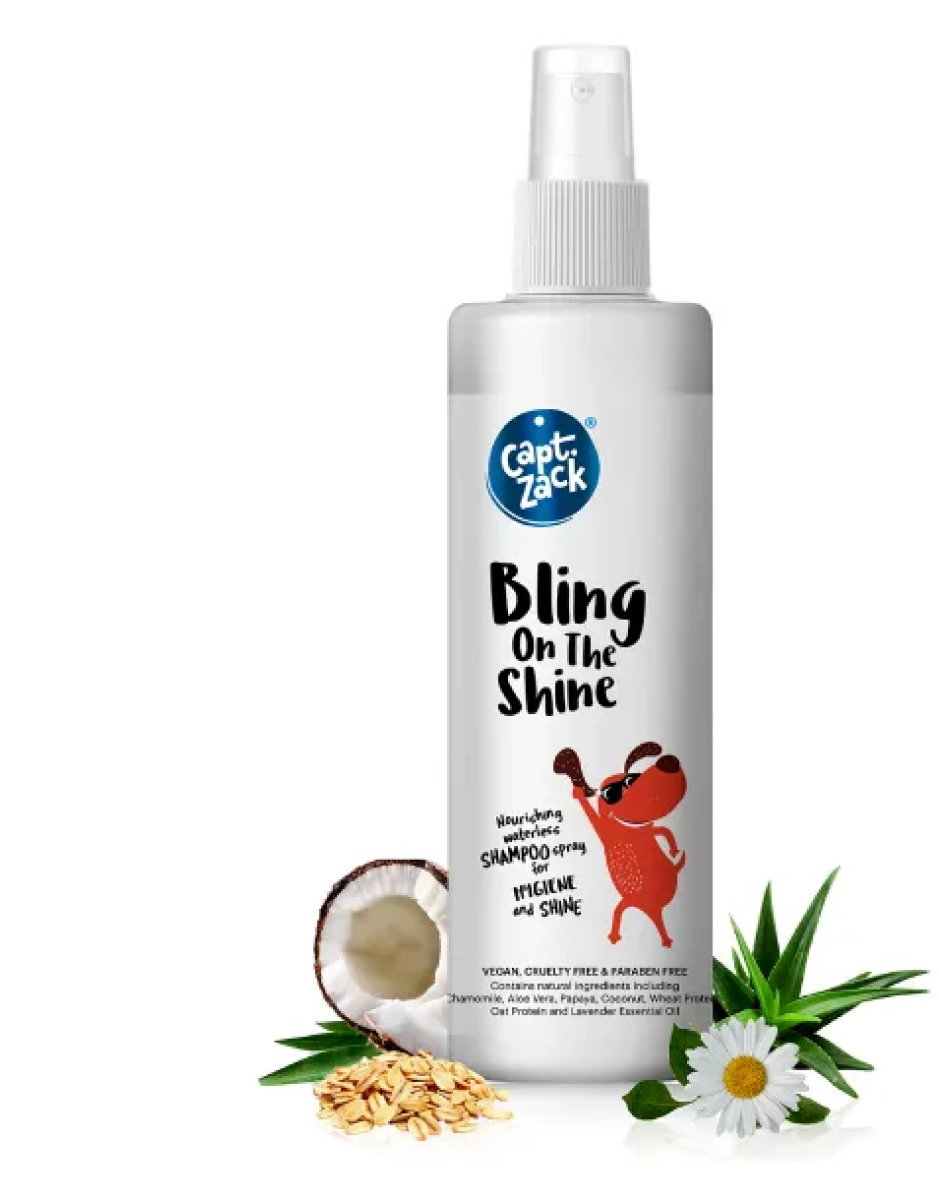 Capt.
Zack
®
Bling
On The
Shine
Nourishing
waterless
SHAMPOO spray
for
HYGIENE
and SHINE
VEGAN, CRUELTY FREE & PARABEN FREE
Contains natural ingredients including
Chamomile, Aloe Vera, Papaya, Coconut, Wheat Protei
Oat Protein and Lavender Essential Oil